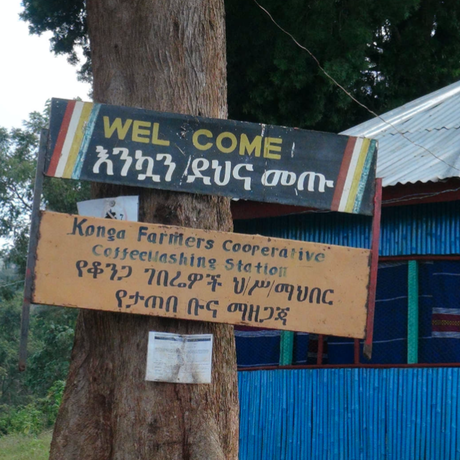 WEL COME
እንኳን/ደህና መጡ
Konga Farmers Cooperative
CoffeeWashing Station
የቆንጋ ገበሬዎች ህ/ሥ/ማህበር
የታጠበ ቡና ማዘጋጃ